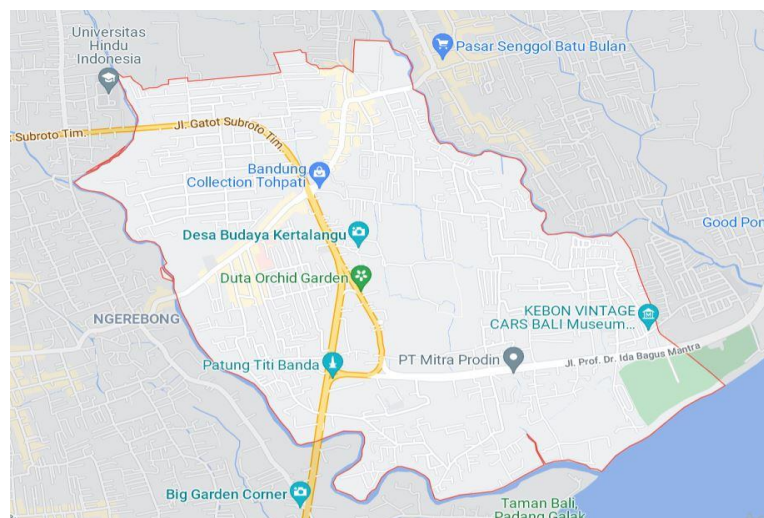 Universitas
Hindu
Indonesia
Pasar Senggol Batu Bulan
Subroto Tim.
Jl. Gatot Subroto Tim.
Bandung
Collection Tohpati
Good Pon
Desa Budaya Kertalangu
Duta Orchid Garden
KEBON VINTAGE
CARS BALI Museum...
NGEREBONG
Patung Titi Banda
PT Mitra Prodin
Jl. Prof. Dr. Ida Bagus Mantra
Big Garden Corner
Taman Bali,
Padang Galak